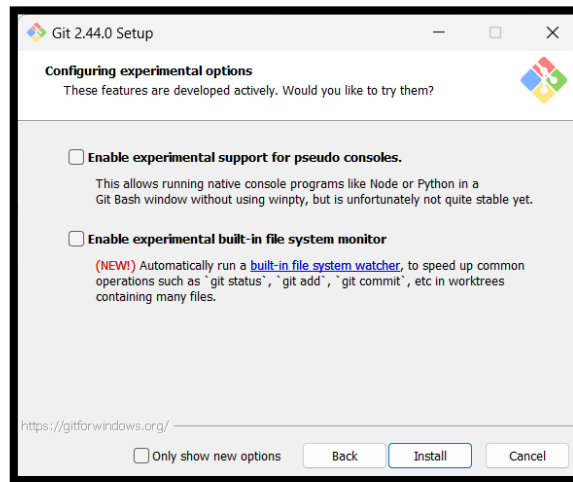 Git 2.44.0 Setup
Configuring experimental options
These features are developed actively. Would you like to try them?
Enable experimental support for pseudo consoles.
This allows running native console programs like Node or Python in a
Git Bash window without using winpty, but is unfortunately not quite stable yet.
Enable experimental built-in file system monitor
(NEW!) Automatically run a built-in file system watcher, to speed up common
operations such as `git status`, `git add`, `git commit`, etc in worktrees
containing many files.
https://gitforwindows.org/
Only show new options Back Install Cancel